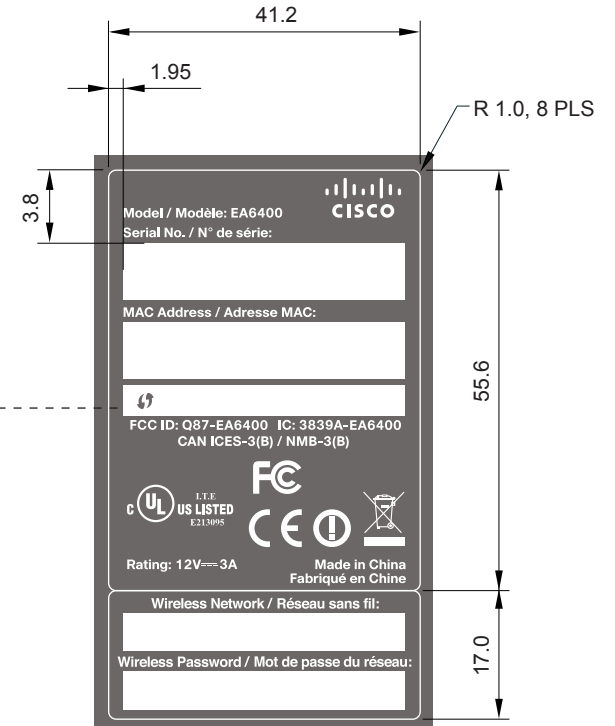 41.2
1.95
R 1.0, 8 PLS
3.8
CISCO
Model / Modèle: EA6400
Serial No. / N° de série:
MAC Address / Adresse MAC:
55.6
FCC ID: Q87-EA6400 IC: 3839A-EA6400
CAN ICES-3(B) / NMB-3(B)
FC
C UL US LISTED
I.T.E
E213095
CE
Rating: 12V⎓3A
Made in China
Fabriqué en Chine
Wireless Network / Réseau sans fil:
17.0
Wireless Password / Mot de passe du réseau: